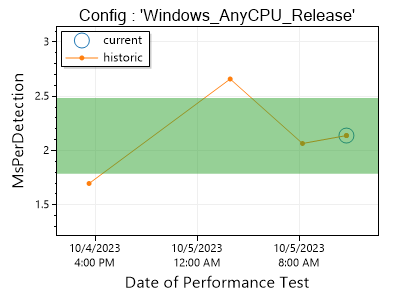 Config : 'Windows_AnyCPU_Release'
current
historic
3
2.5
2
1.5
MsPerDetection
10/4/2023
4:00 PM
10/5/2023
12:00 AM
10/5/2023
8:00 AM
Date of Performance Test